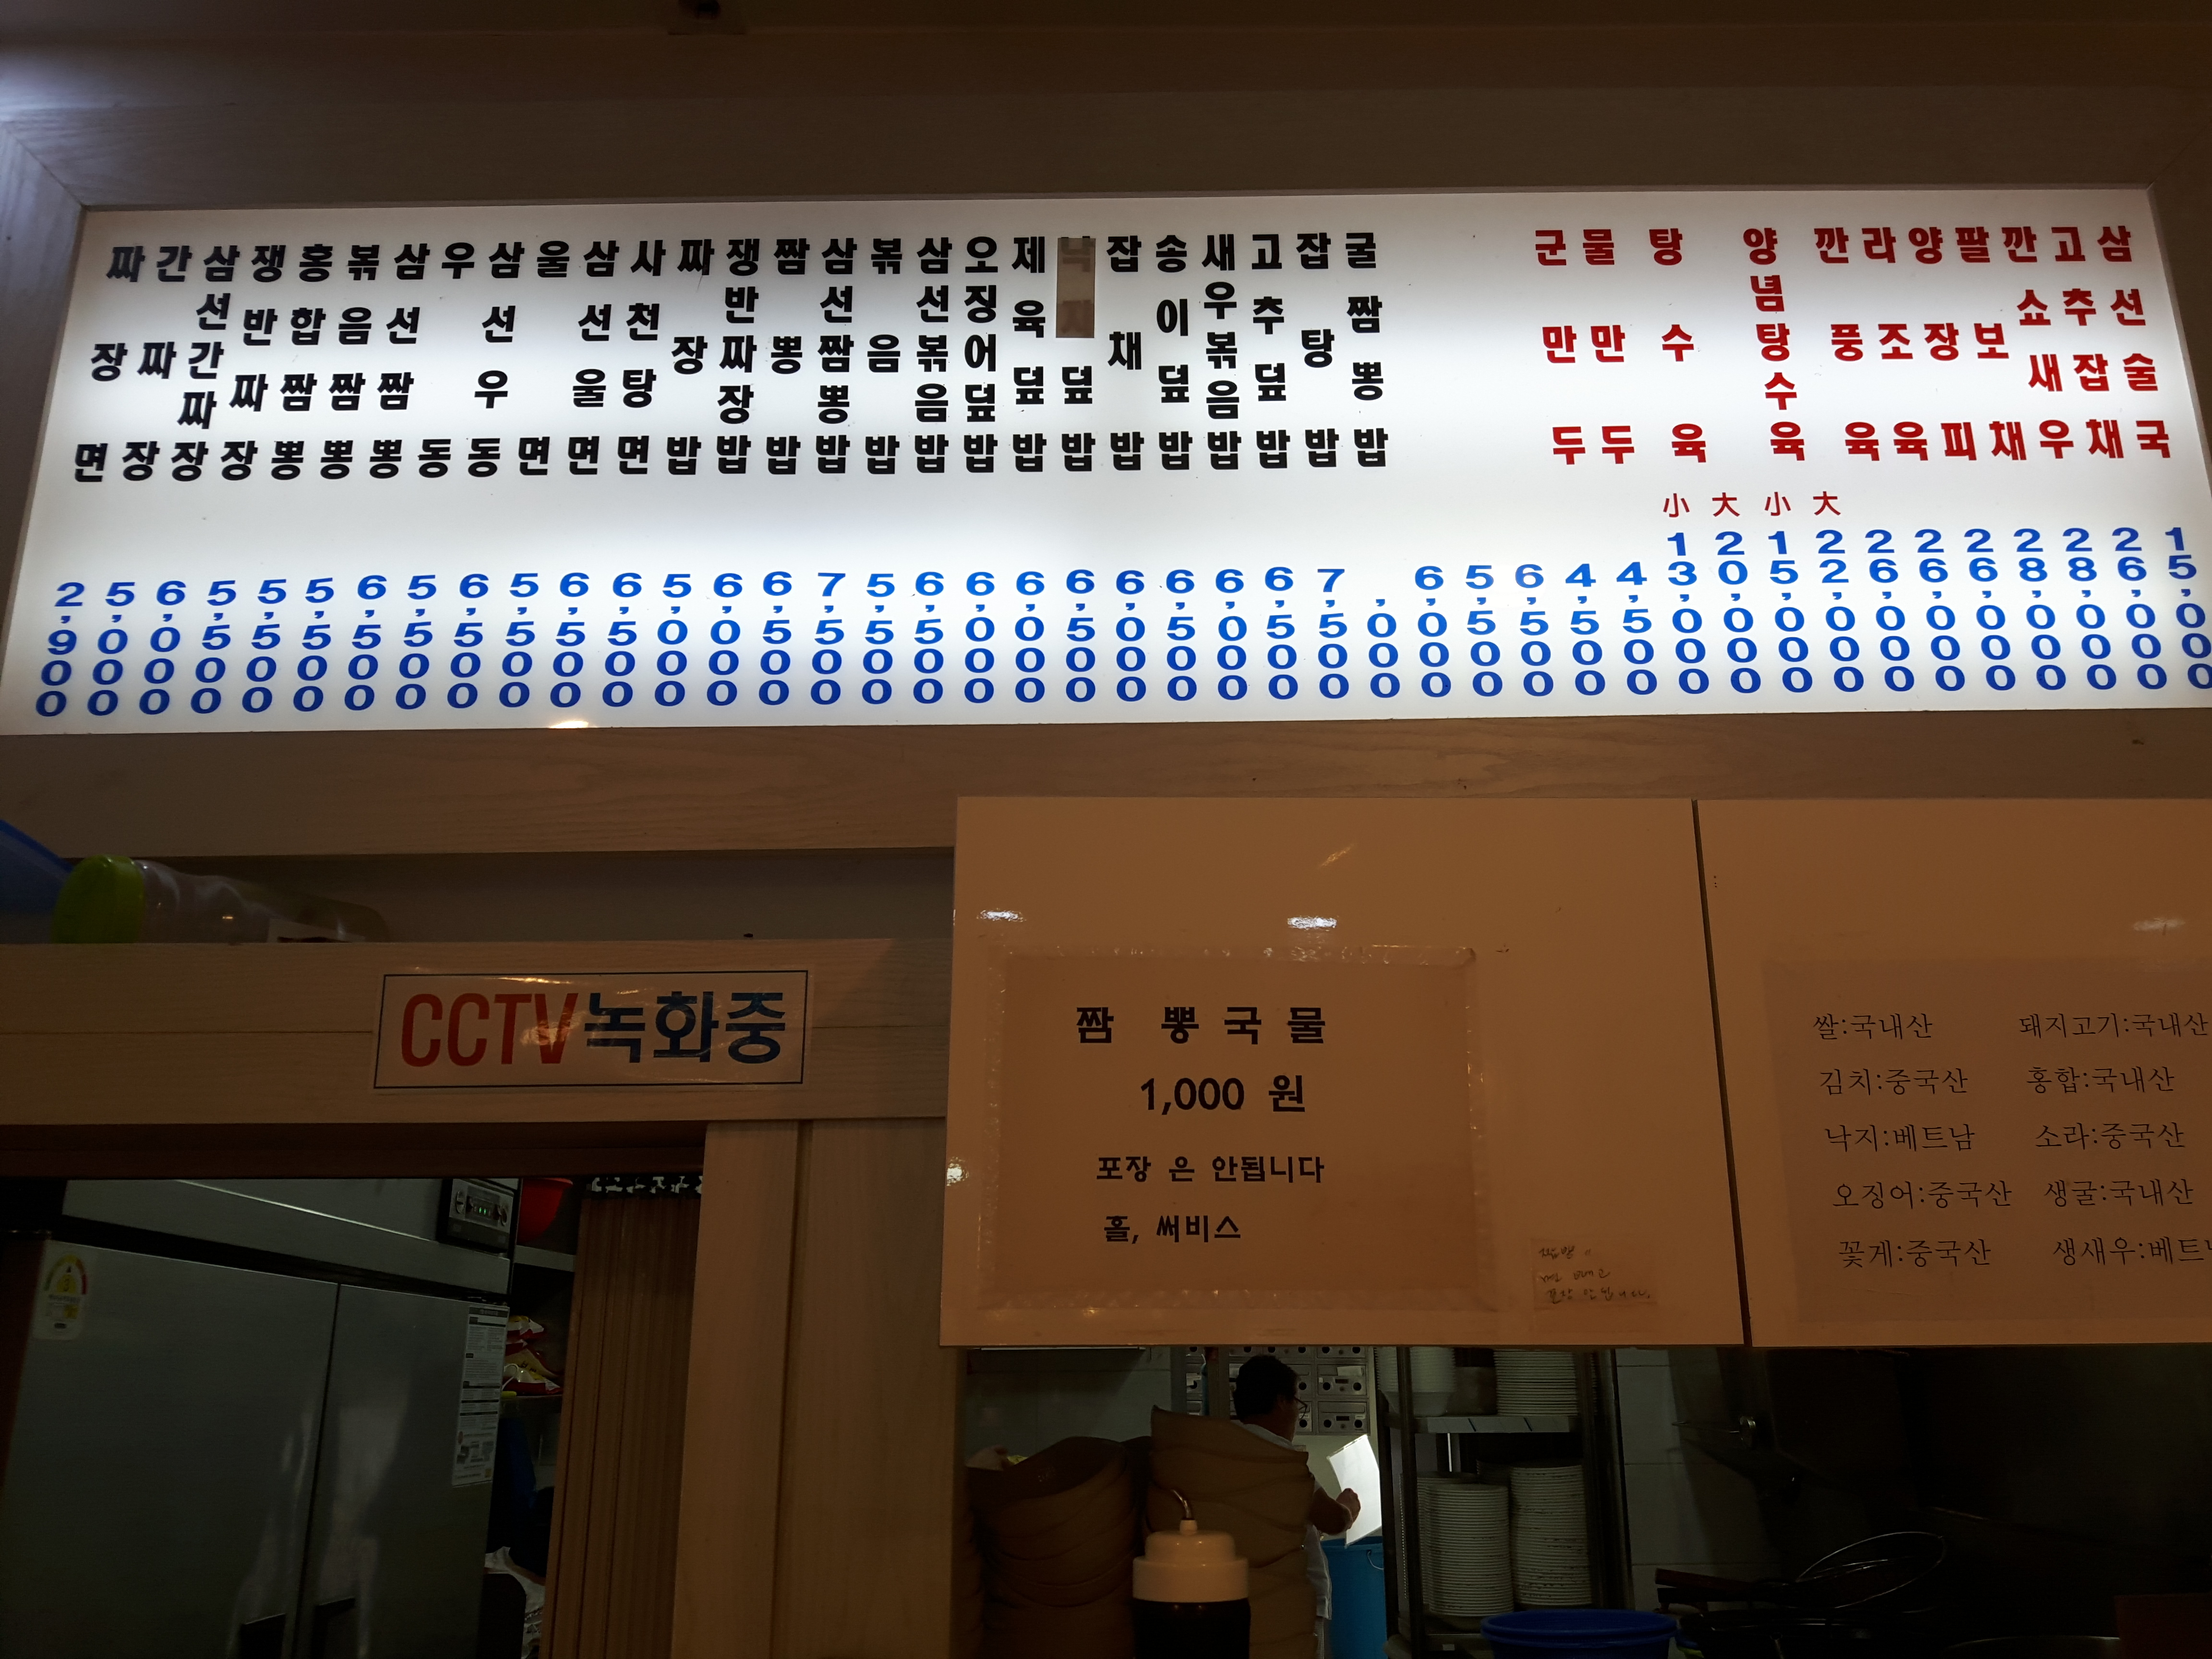 짜장면
간짜장
삼선간짜장
쟁반짜장
홍합짬뽕
볶음짬뽕
삼선짬뽕
우동
삼선우동
울면
삼선울면
사천탕면
짜장밥
쟁반짜장밥
짬뽕밥
삼선짬뽕밥
볶음밥
삼선볶음밥
오징어덮밥
제육덮밥
덮밥
잡채밥
송이덮밥
새우볶음밥
고추덮밥
잡탕밥
굴짬뽕밥
군만두
물만두
탕수육
양념탕수육
깐풍육
라조육
양장피
팔보채
깐쇼새우
고추잡채
삼선술국
小 大 小 大
2,900
5,000
6,000
5,500
5,500
5,500
6,500
5,500
6,500
5,500
6,500
6,500
5,000
6,000
6,500
7,500
5,500
6,500
6,000
6,000
6,500
6,000
6,500
6,000
6,500
7,500
,000
6,000
5,500
6,500
4,500
4,500
13,000
20,000
15,000
22,000
26,000
26,000
26,000
28,000
28,000
26,000
15,000
CCTV녹화중
짬 뽕국물
1,000 원
포장 은 안됩니다
홀, 써비스
쌀:국내산 돼지고기:국내산
김치:중국산 홍합:국내산
낙지:베트남 소라:중국산
오징어:중국산 생굴:국내산
꽃게:중국산 생새우:베트